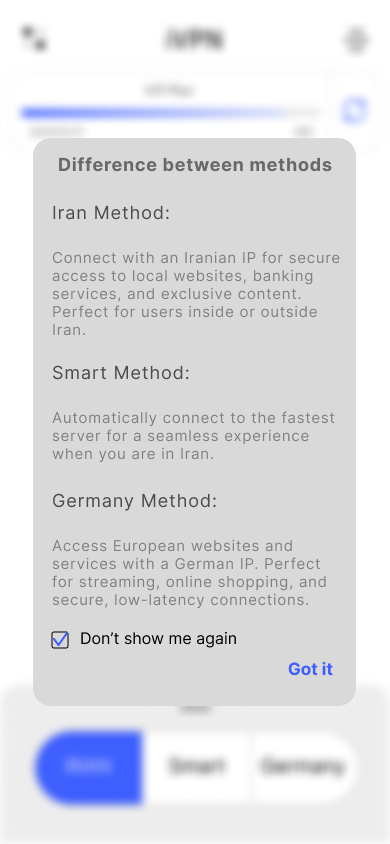 iVPN
Difference between methods
Iran Method:
Connect with an Iranian IP for secure
access to local websites, banking
services, and exclusive content.
Perfect for users inside or outside
Iran.
Smart Method:
Automatically connect to the fastest
server for a seamless experience
when you are in Iran.
Germany Method:
Access European websites and
services with a German IP. Perfect
for streaming, online shopping, and
secure, low-latency connections.
Don't show me again
Got it
Smart
Germany